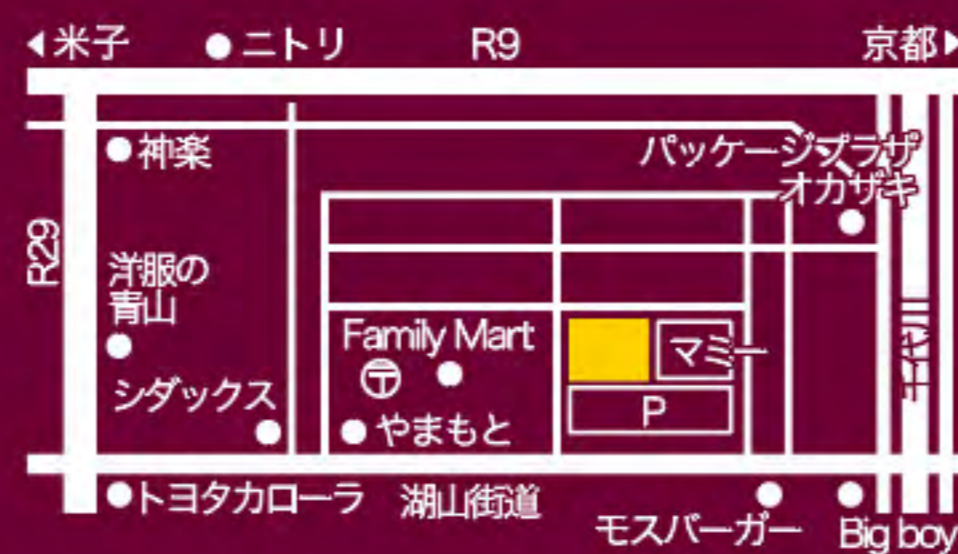 米子
ニトリ
R9
京都
神楽
パッケージプラザ
オカザキ
R29
洋服の
青山
千代川
Family Mart
〒
マミー
シダックス
やまもと
P
トヨタカローラ
湖山街道
モスバーガー
Big boy